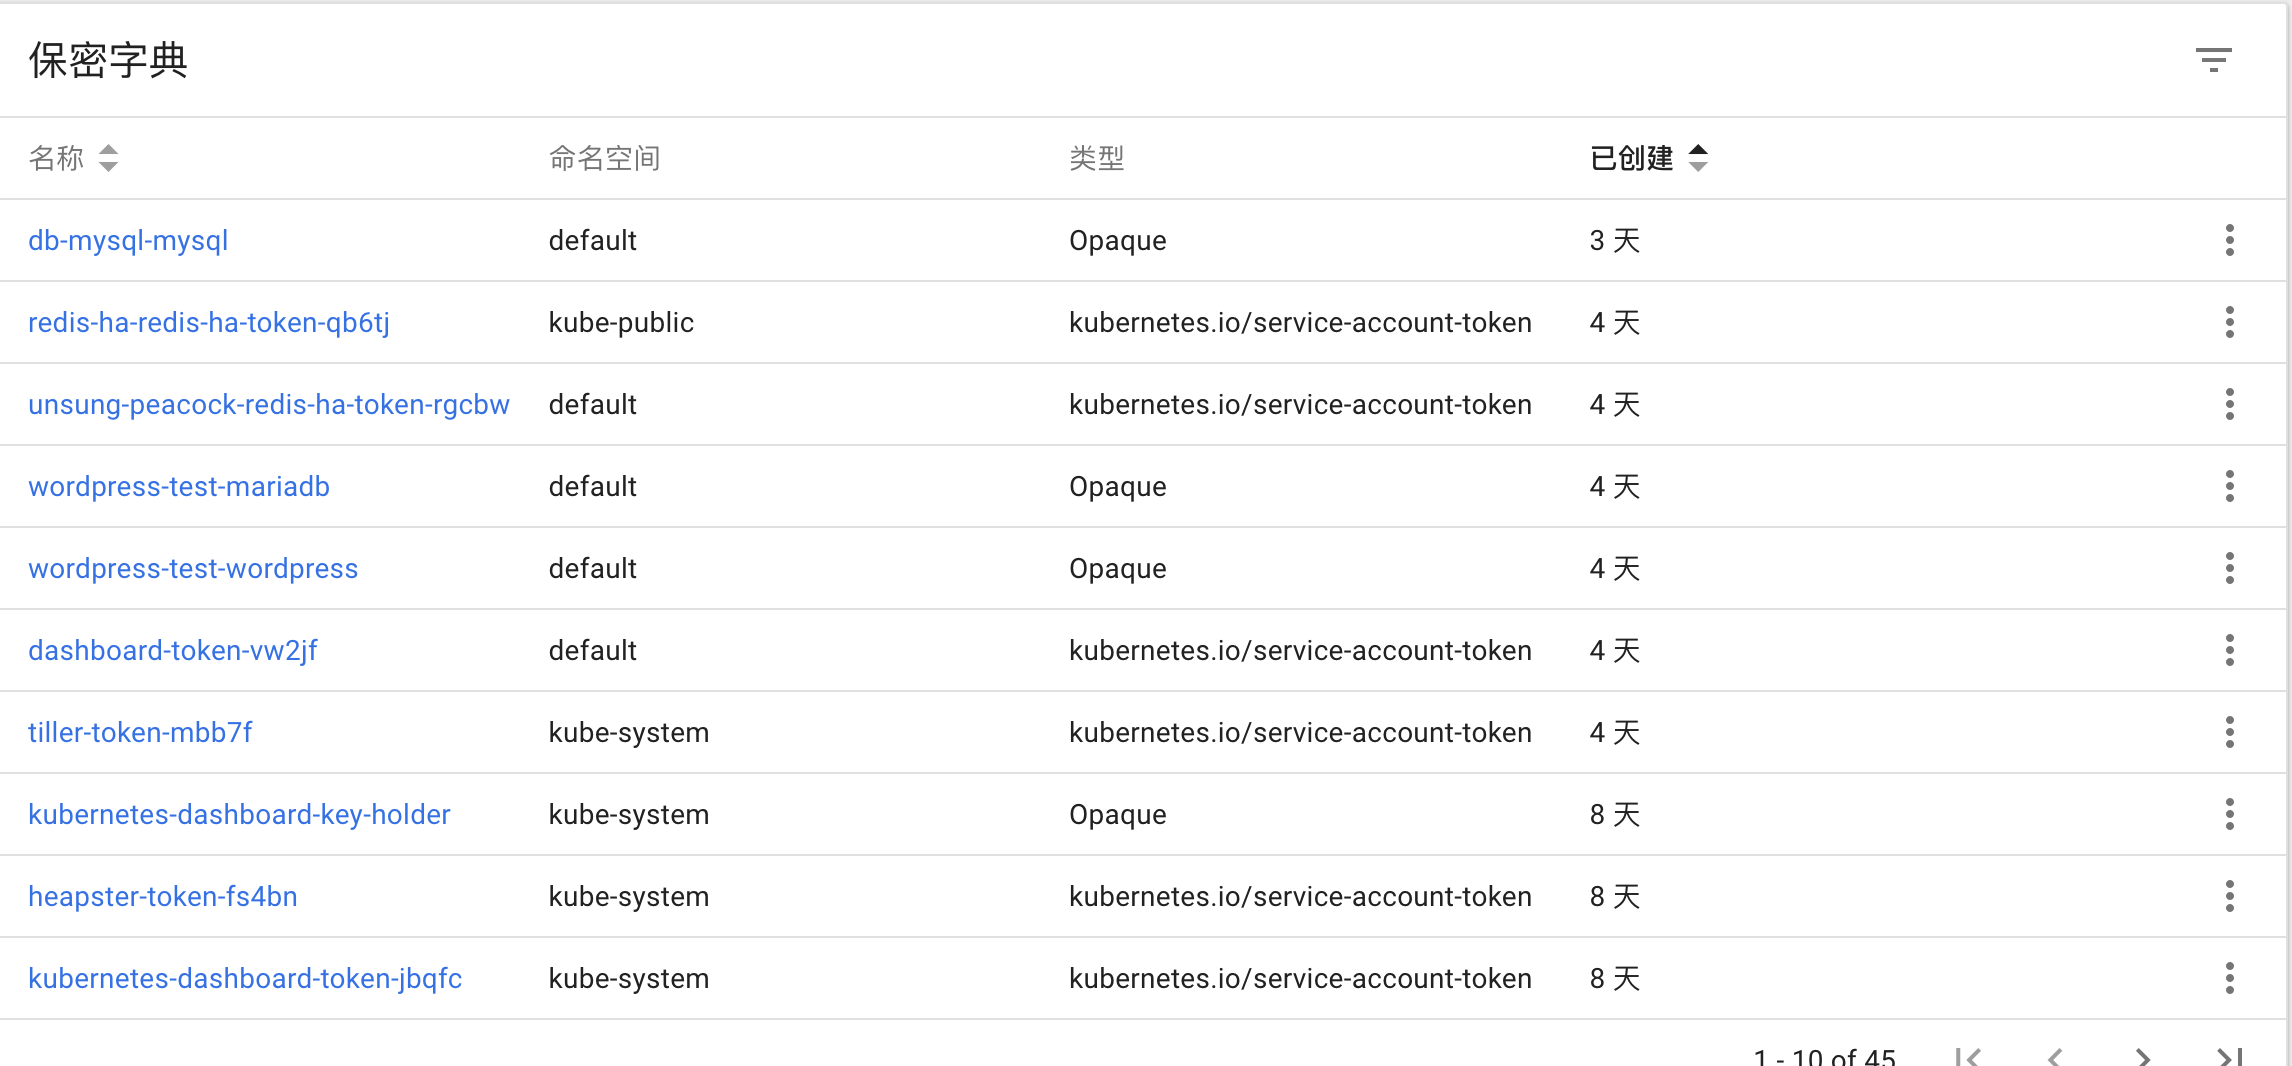 保密字典
名称 命名空间 类型 已创建
db-mysql-mysql default Opaque 3 天
redis-ha-redis-ha-token-qb6tj kube-public kubernetes.io/service-account-token 4 天
unsung-peacock-redis-ha-token-rgcbw default kubernetes.io/service-account-token 4 天
wordpress-test-mariadb default Opaque 4 天
wordpress-test-wordpress default Opaque 4 天
dashboard-token-vw2jf default kubernetes.io/service-account-token 4 天
tiller-token-mbb7f kube-system kubernetes.io/service-account-token 4 天
kubernetes-dashboard-key-holder kube-system Opaque 8 天
heapster-token-fs4bn kube-system kubernetes.io/service-account-token 8 天
kubernetes-dashboard-token-jbqfc kube-system kubernetes.io/service-account-token 8 天
1 - 10 of 45